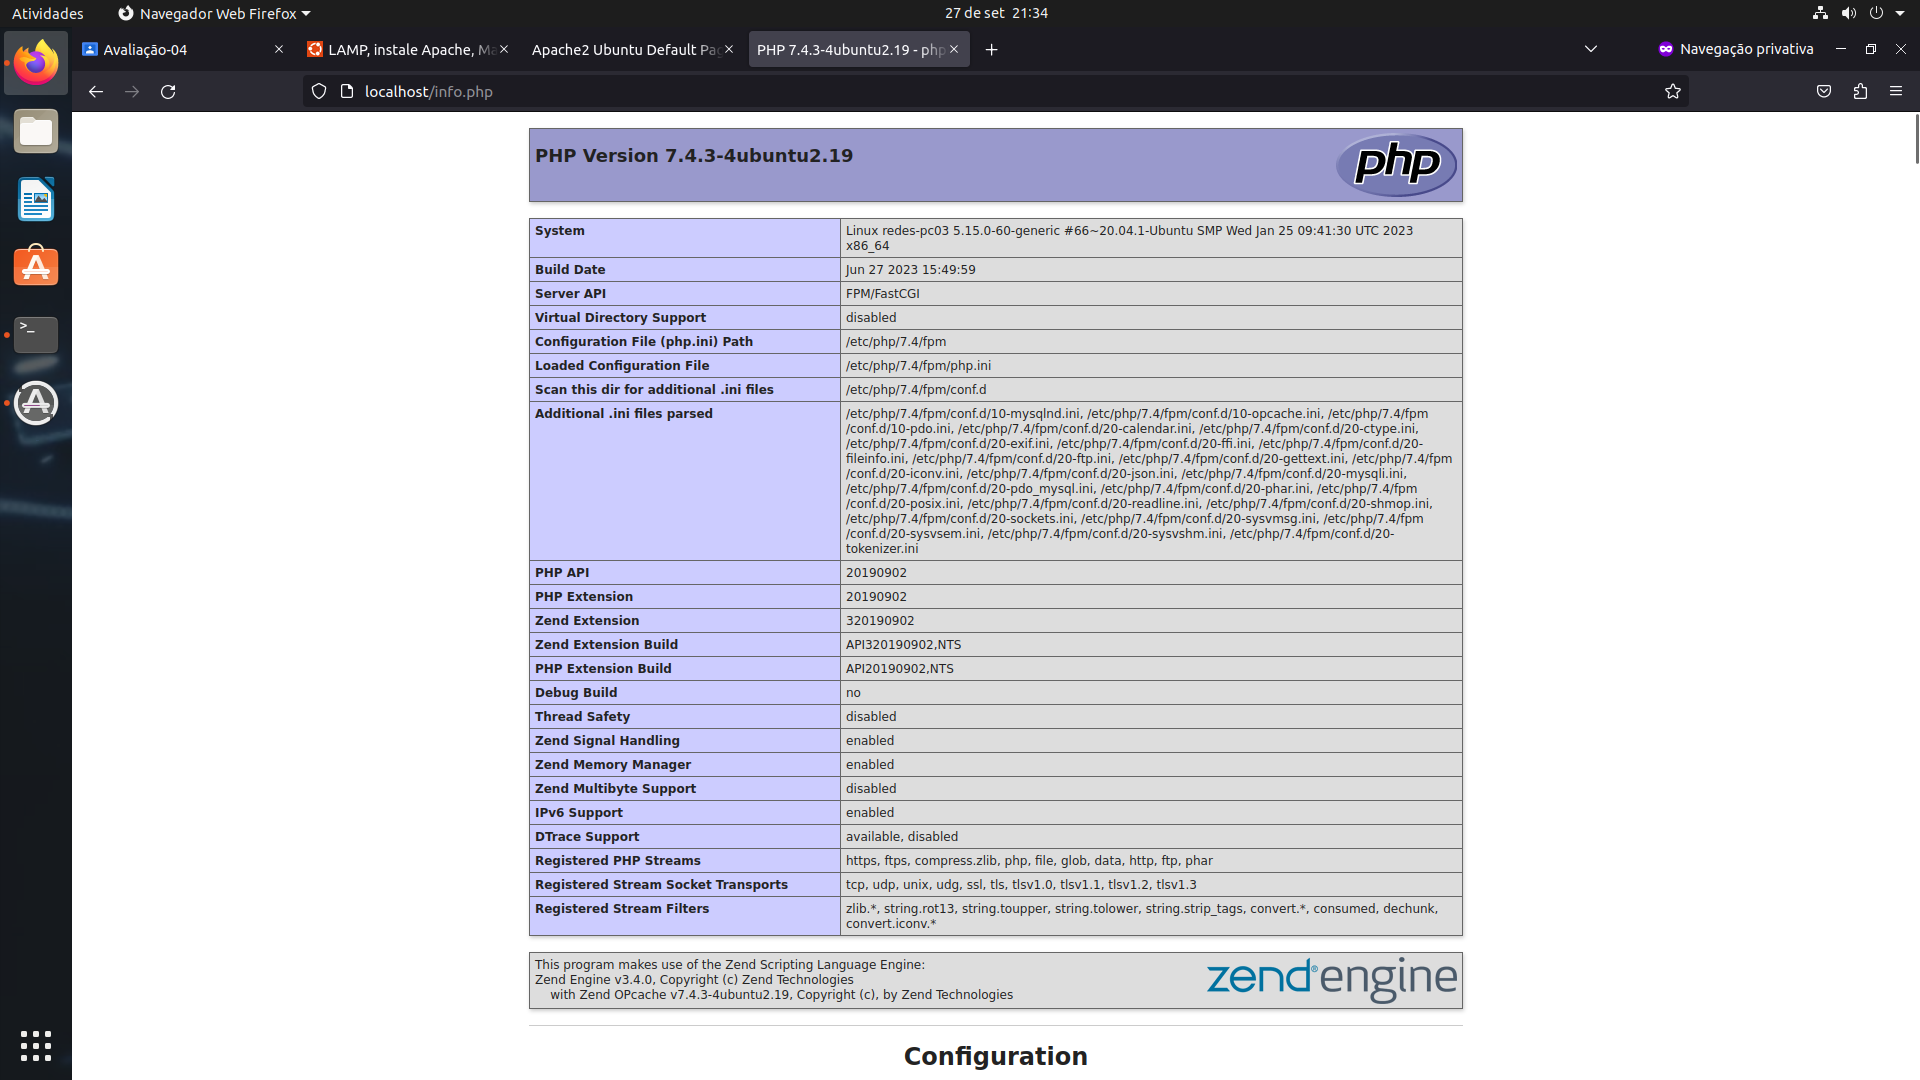 Atividades
Navegador Web Firefox
27 de set 21:34
Avaliação-04
LAMP, instale Apache, Ma
Apache2 Ubuntu Default Pag
PHP 7.4.3-4ubuntu2.19 - php
Navegação privativa
localhost/info.php
PHP Version 7.4.3-4ubuntu2.19
php
System
Linux redes-pc03 5.15.0-60-generic #66~20.04.1-Ubuntu SMP Wed Jan 25 09:41:30 UTC 2023
x86_64
Build Date
Jun 27 2023 15:49:59
Server API
FPM/FastCGI
Virtual Directory Support
disabled
Configuration File (php.ini) Path
/etc/php/7.4/fpm
Loaded Configuration File
/etc/php/7.4/fpm/php.ini
Scan this dir for additional .ini files
/etc/php/7.4/fpm/conf.d
Additional .ini files parsed
/etc/php/7.4/fpm/conf.d/10-mysqlnd.ini, /etc/php/7.4/fpm/conf.d/10-opcache.ini, /etc/php/7.4/fpm
/conf.d/10-pdo.ini, /etc/php/7.4/fpm/conf.d/20-calendar.ini, /etc/php/7.4/fpm/conf.d/20-ctype.ini,
/etc/php/7.4/fpm/conf.d/20-exif.ini, /etc/php/7.4/fpm/conf.d/20-ffi.ini, /etc/php/7.4/fpm/conf.d/20-
fileinfo.ini, /etc/php/7.4/fpm/conf.d/20-ftp.ini, /etc/php/7.4/fpm/conf.d/20-gettext.ini, /etc/php/7.4/fpm
/conf.d/20-iconv.ini, /etc/php/7.4/fpm/conf.d/20-json.ini, /etc/php/7.4/fpm/conf.d/20-mysqli.ini,
/etc/php/7.4/fpm/conf.d/20-pdo_mysql.ini, /etc/php/7.4/fpm/conf.d/20-phar.ini, /etc/php/7.4/fpm
/conf.d/20-posix.ini, /etc/php/7.4/fpm/conf.d/20-readline.ini, /etc/php/7.4/fpm/conf.d/20-shmop.ini,
/etc/php/7.4/fpm/conf.d/20-sockets.ini, /etc/php/7.4/fpm/conf.d/20-sysvmsg.ini, /etc/php/7.4/fpm
/conf.d/20-sysvsem.ini, /etc/php/7.4/fpm/conf.d/20-sysvshm.ini, /etc/php/7.4/fpm/conf.d/20-
tokenizer.ini
PHP API
20190902
PHP Extension
20190902
Zend Extension
320190902
Zend Extension Build
API320190902,NTS
PHP Extension Build
API20190902,NTS
Debug Build
no
Thread Safety
disabled
Zend Signal Handling
enabled
Zend Memory Manager
enabled
Zend Multibyte Support
disabled
IPv6 Support
enabled
DTrace Support
available, disabled
Registered PHP Streams
https, ftps, compress.zlib, php, file, glob, data, http, ftp, phar
Registered Stream Socket Transports
tcp, udp, unix, udg, ssl, tls, tlsv1.0, tlsv1.1, tlsv1.2, tlsv1.3
Registered Stream Filters
zlib.*, string.rot13, string.toupper, string.tolower, string.strip_tags, convert.*, consumed, dechunk,
convert.iconv.*
This program makes use of the Zend Scripting Language Engine:
Zend Engine v3.4.0, Copyright (c) Zend Technologies
with Zend OPcache v7.4.3-4ubuntu2.19, Copyright (c), by Zend Technologies
zend®engine
Configuration